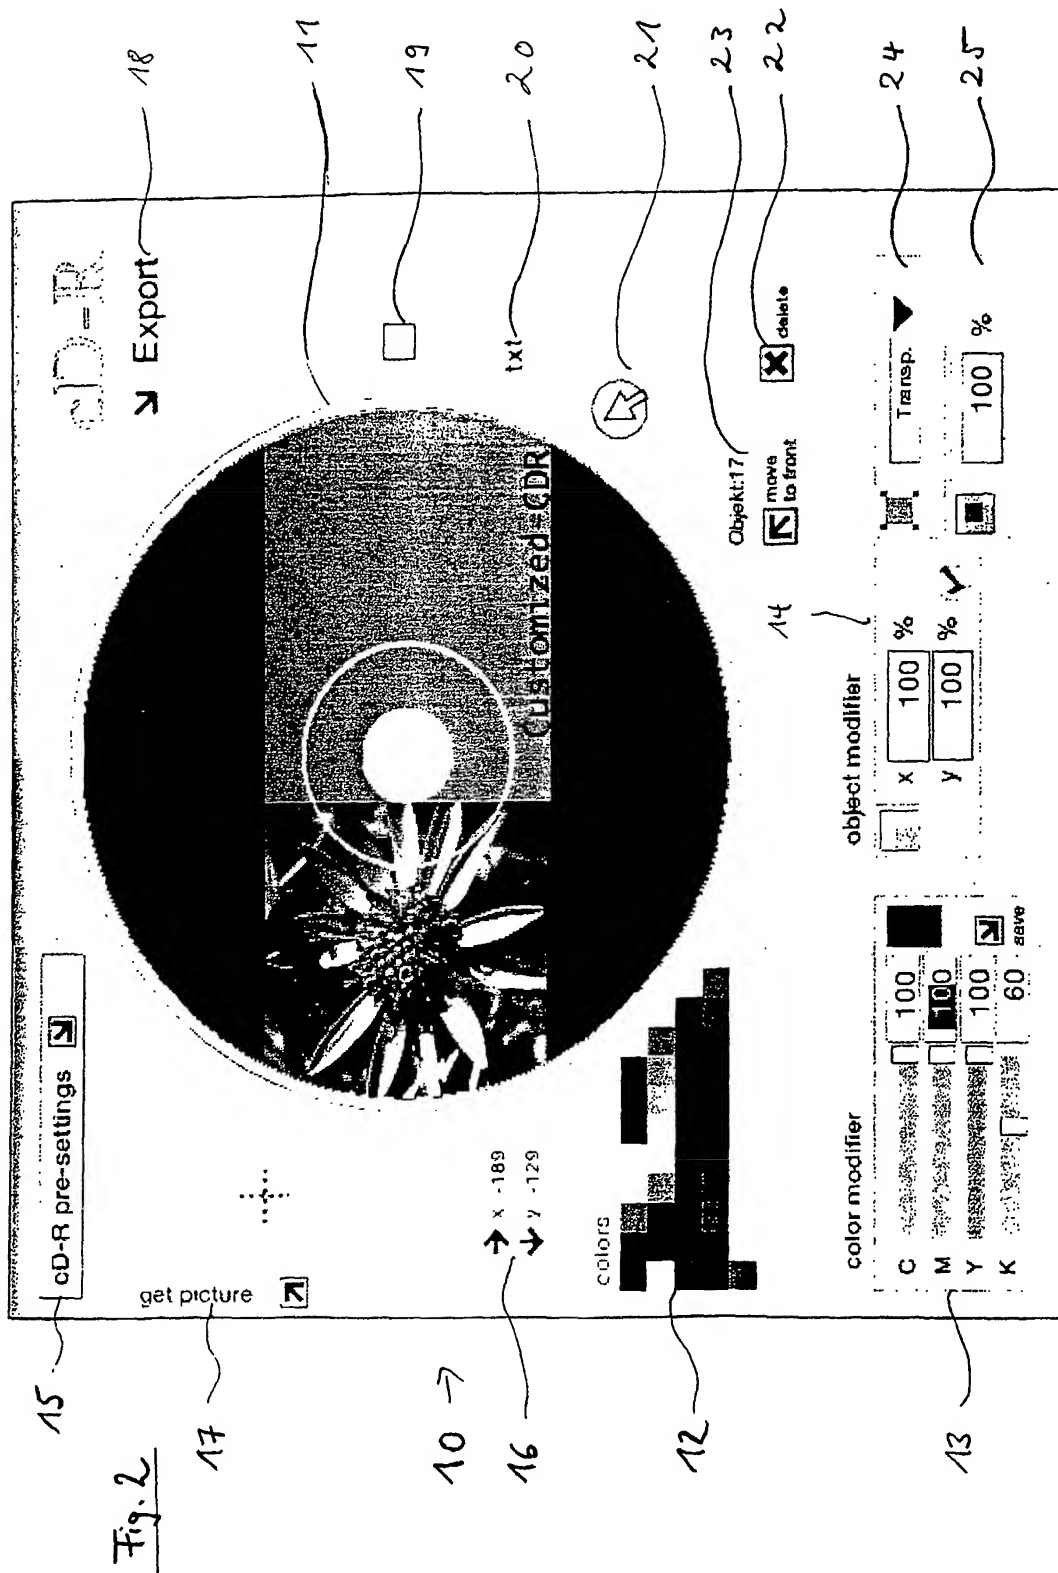 Fig. 2
15
17
10
16
12
13
18
11
19
20
21
23
22
24
25
14
cD-R pre-settings
cD-R
Export
get picture
x -189
y -129
txt
Customized-CDR
colors
Objekt:17
move
to front
delete
color modifier
C 100
M 100
Y 100
K 60
save
object modifier
x 100 %
y 100 %
Transp.
100 %